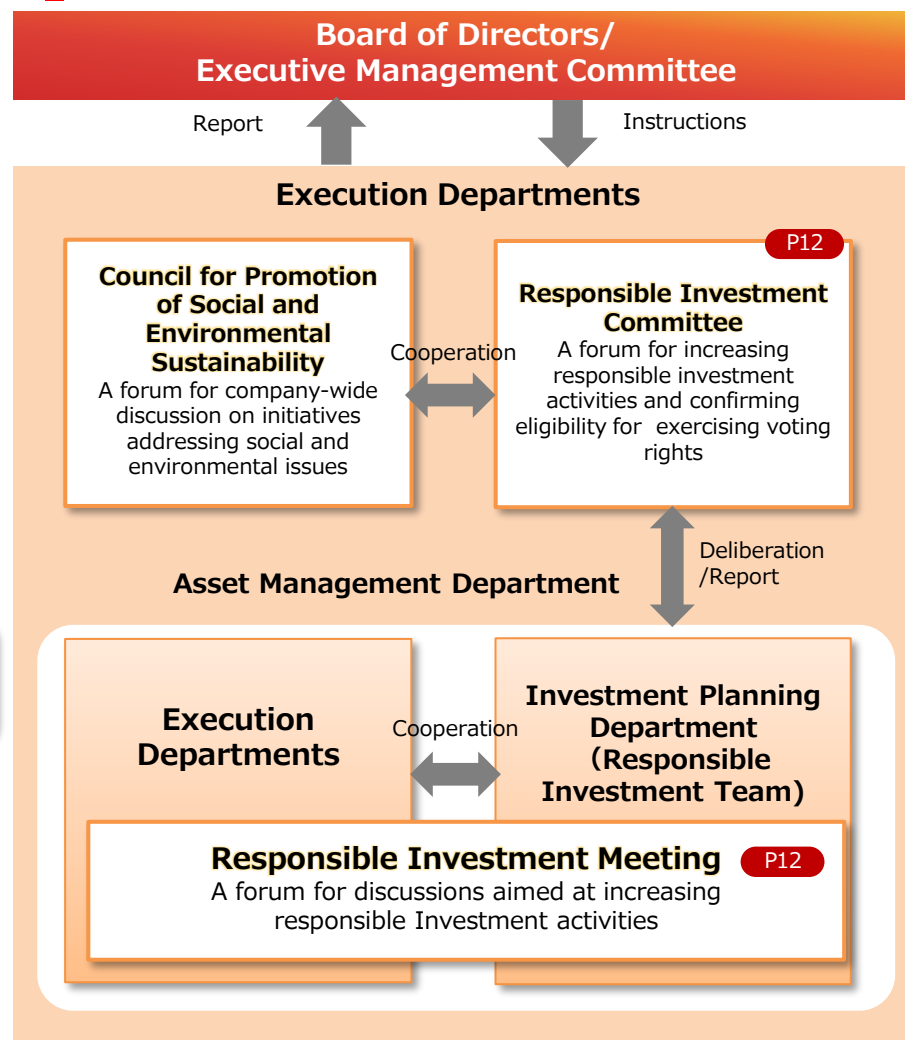 Board of Directors/
Executive Management Committee
Report
Instructions
Execution Departments
Council for Promotion
of Social and
Environmental
Sustainability
A forum for company-wide
discussion on initiatives
addressing social and
environmental issues
Cooperation
P12
Responsible Investment
Committee
A forum for increasing
responsible investment
activities and confirming
eligibility for exercising voting
rights
Deliberation
/Report
Asset Management Department
Execution
Departments
Cooperation
Investment Planning
Department
（Responsible
Investment Team）
Responsible Investment Meeting
P12
A forum for discussions aimed at increasing
responsible Investment activities